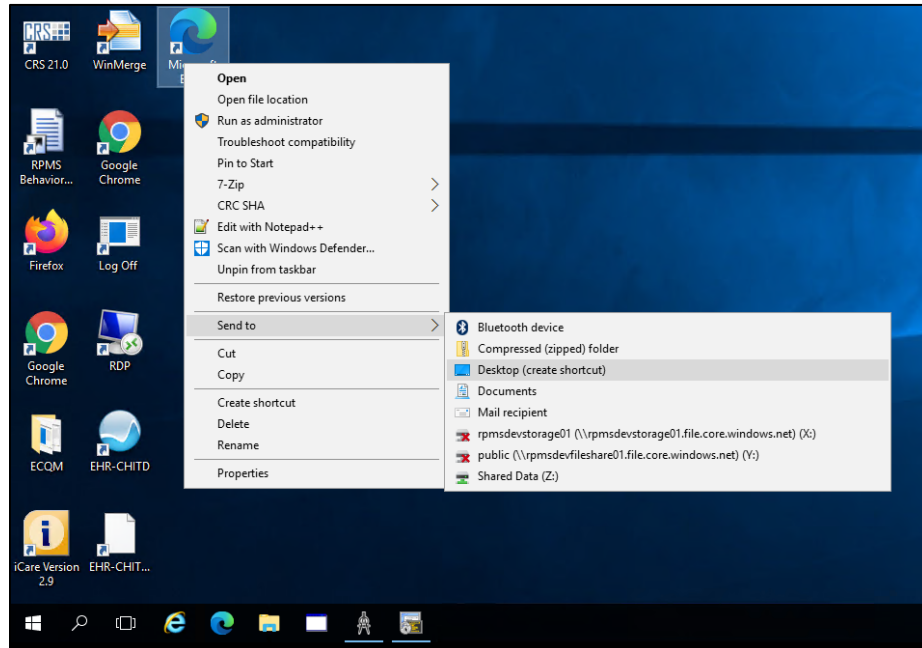 CRS
CRS 21.0
WinMerge
RPMS
Behavior...
Google
Chrome
Firefox
Log Off
Google
Chrome
RDP
ECQM
EHR-CHITD
iCare Version
2.9
EHR-CHIT...
Open
Open file location
Run as administrator
Troubleshoot compatibility
Pin to Start
7-Zip
CRC SHA
Edit with Notepad++
Scan with Windows Defender...
Unpin from taskbar
Restore previous versions
Send to
Cut
Copy
Create shortcut
Delete
Rename
Properties
Bluetooth device
Compressed (zipped) folder
Desktop (create shortcut)
Documents
Mail recipient
rpmsdevstorage01 (\\rpmsdevstorage01.file.core.windows.net) (X:)
public (\\rpmsdevfileshare01.file.core.windows.net) (Y:)
Shared Data (Z:)